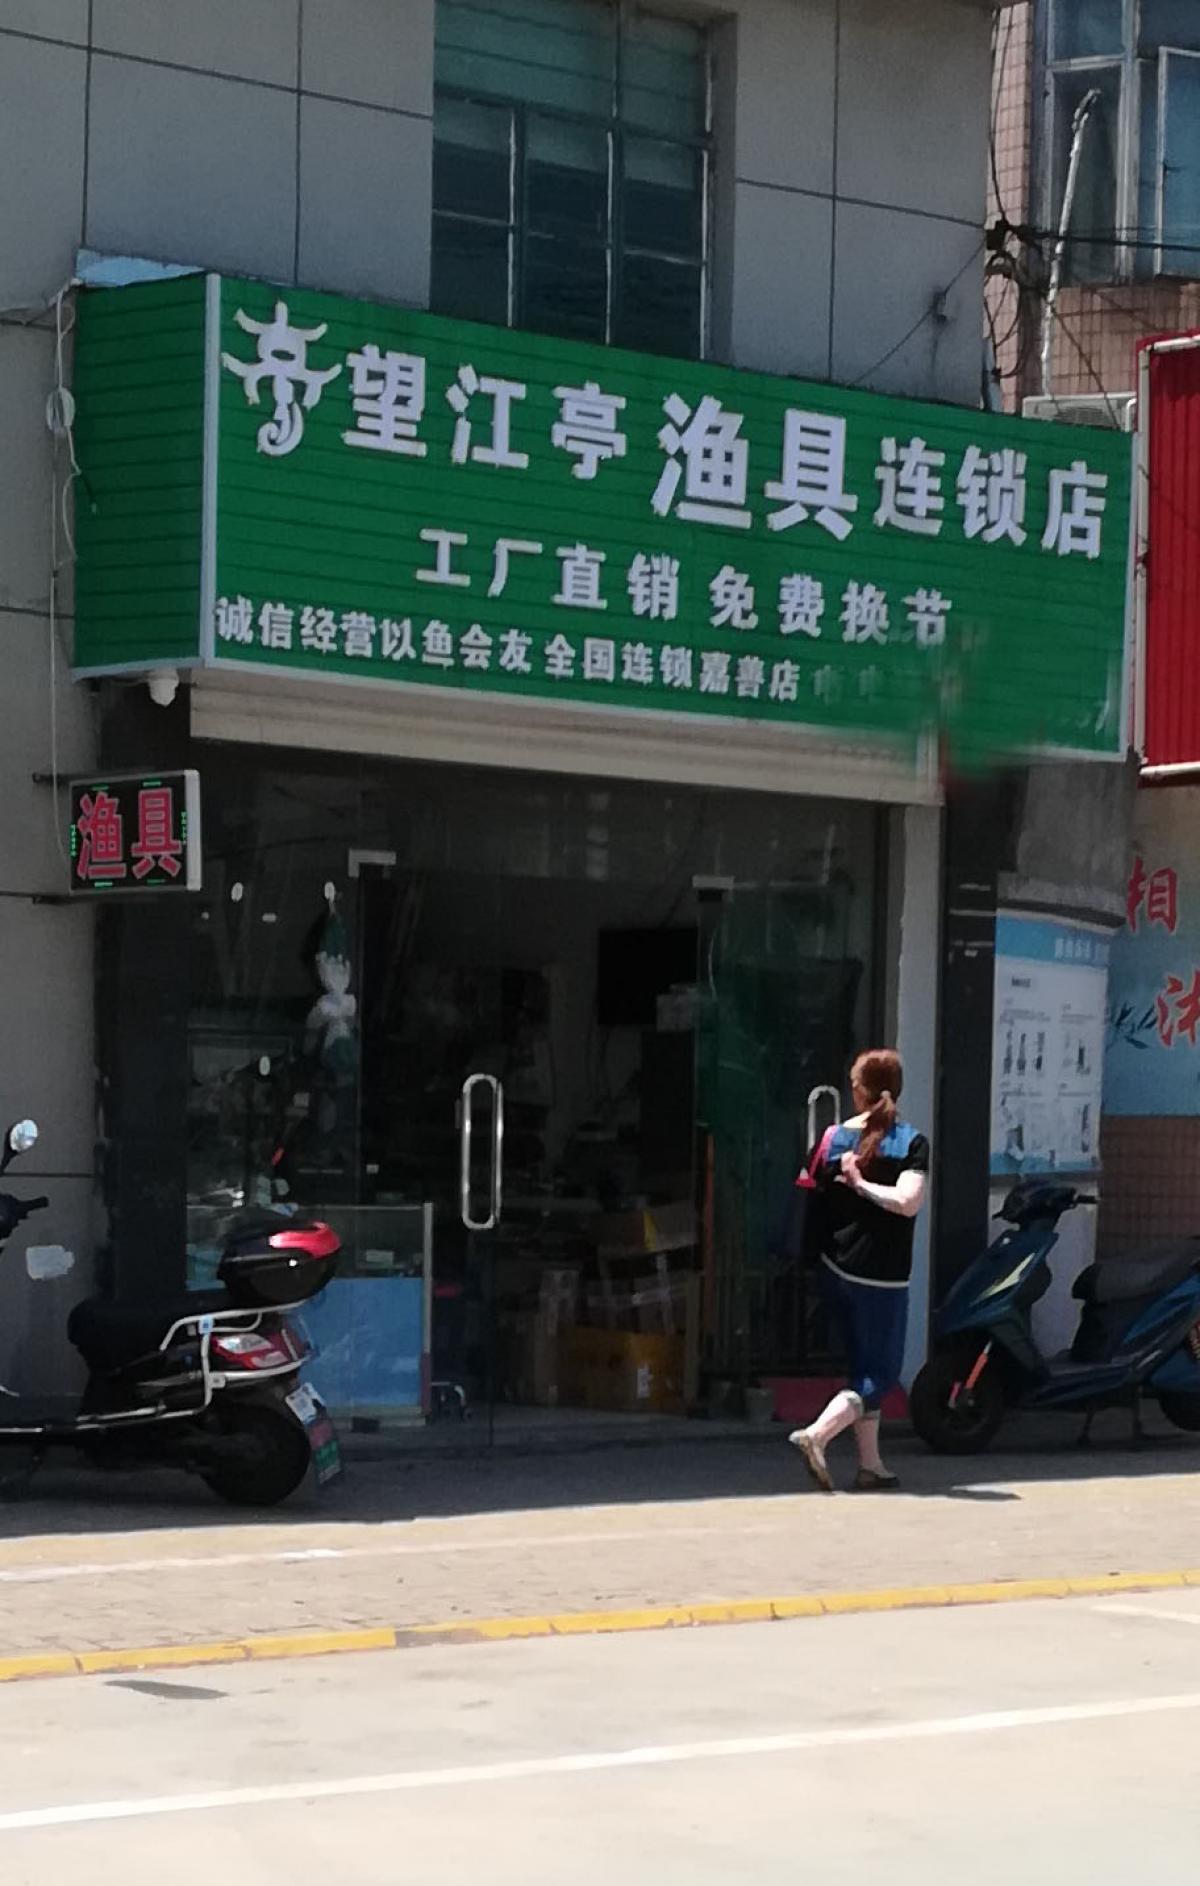 望江亭渔具连锁店
工厂直销 免费换节
诚信经营以鱼会友 全国连锁嘉善店
渔具
相